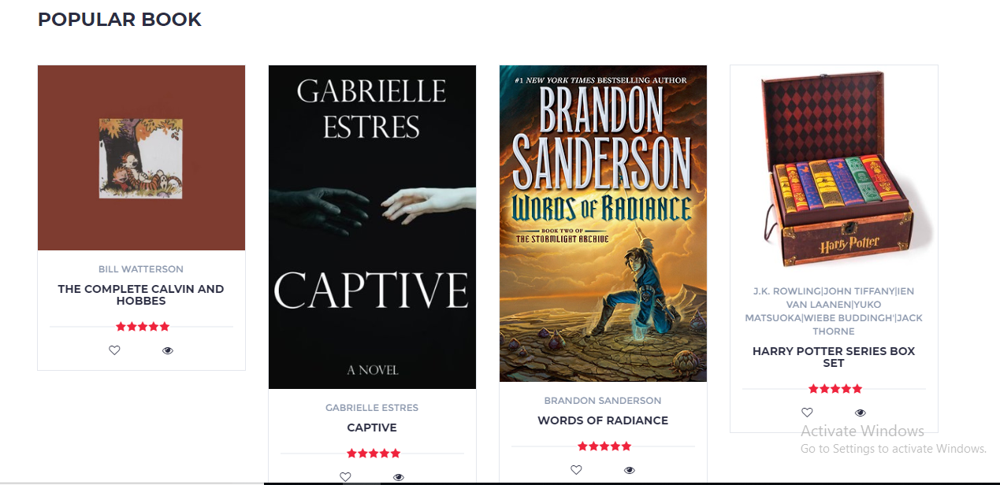 POPULAR BOOK
BILL WATTERSON
THE COMPLETE CALVIN AND
HOBBES
GABRIELLE
ESTRES
CAPTIVE
A NOVEL
GABRIELLE ESTRES
CAPTIVE
#1 NEW YORK TIMES BESTSELLING AUTHOR
BRANDON
SANDERSON
WORDS OF RADIANCE
BOOK TWO OF
THE STORMLIGHT ARCHIVE
BRANDON SANDERSON
WORDS OF RADIANCE
Harry Potter
J.K. ROWLING|JOHN TIFFANY|IEN
VAN LAANEN|YUKO
MATSUOKA|WIEBE BUDDINGH'|JACK
THORNE
HARRY POTTER SERIES BOX
SET
Activate Windows
Go to Settings to activate Windows.